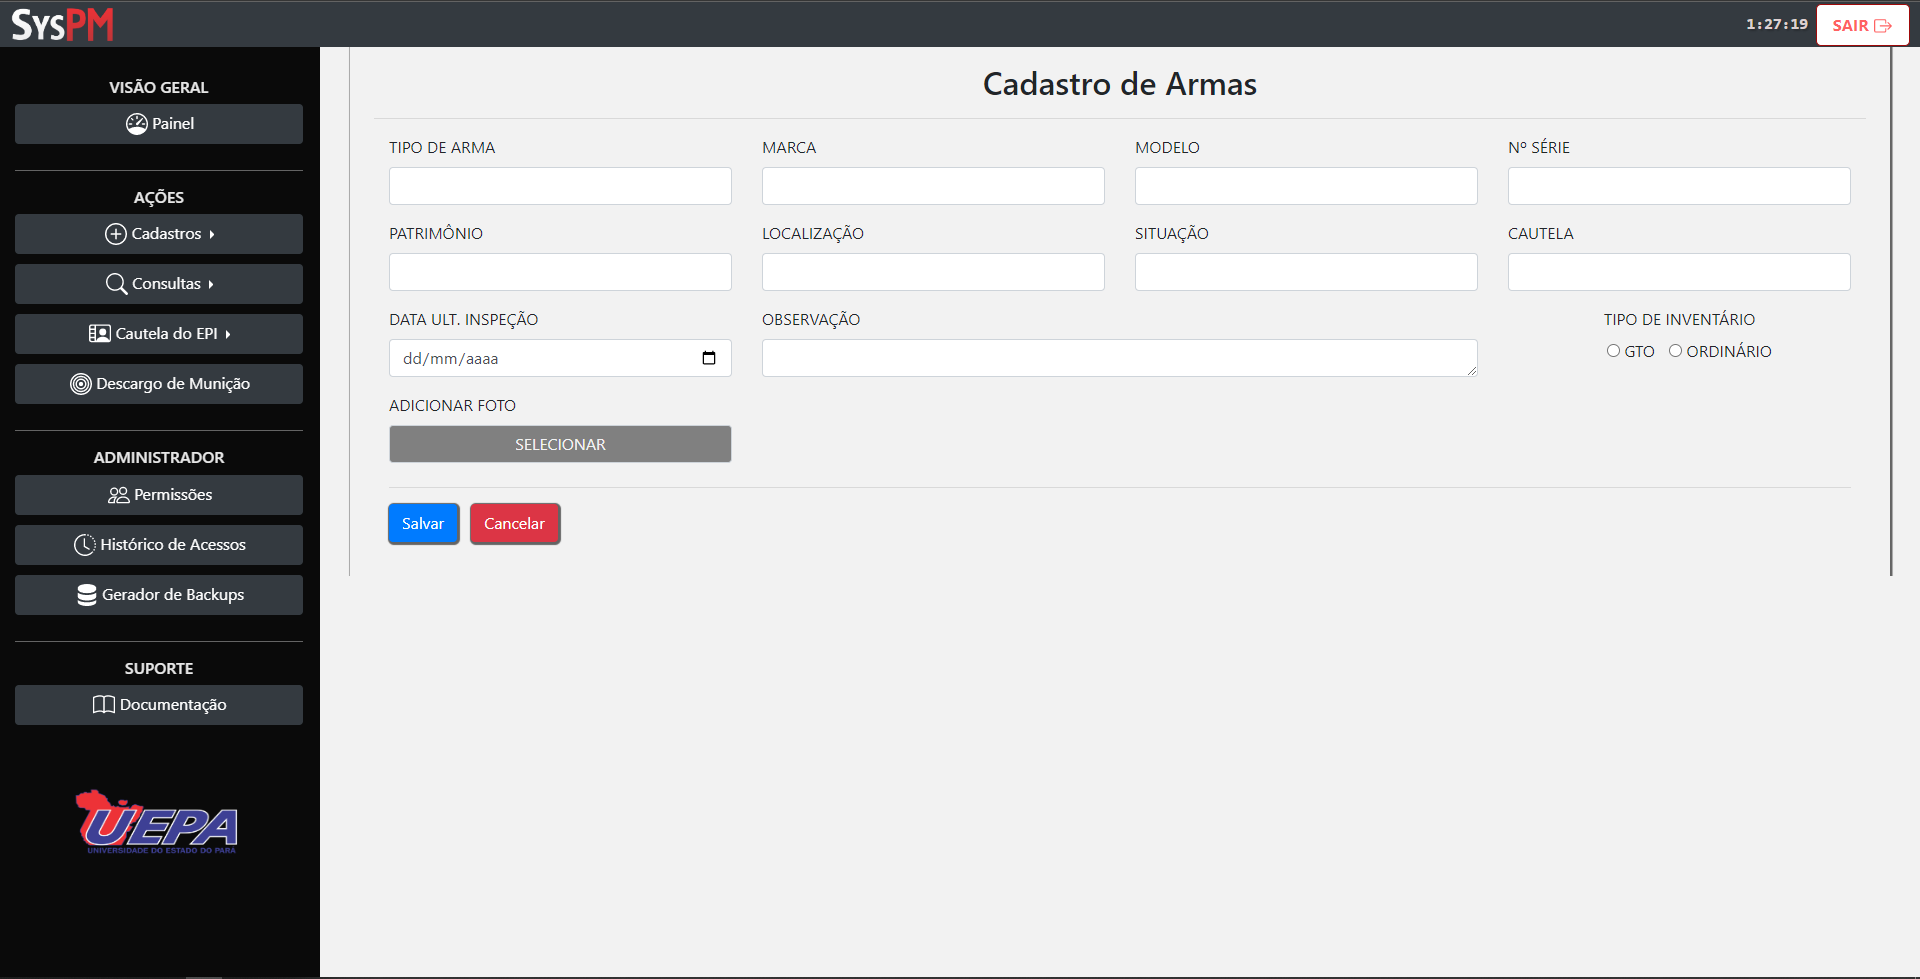 SysPM
1:27:19 SAIR
VISÃO GERAL
Painel
AÇÕES
Cadastros
Consultas
Cautela do EPI
Descargo de Munição
ADMINISTRADOR
Permissões
Histórico de Acessos
Gerador de Backups
SUPORTE
Documentação
UEPA
UNIVERSIDADE DO ESTADO DO PARÁ
Cadastro de Armas
TIPO DE ARMA MARCA MODELO Nº SÉRIE
PATRIMÔNIO LOCALIZAÇÃO SITUAÇÃO CAUTELA
DATA ULT. INSPEÇÃO OBSERVAÇÃO TIPO DE INVENTÁRIO
dd/mm/aaaa GTO ORDINÁRIO
ADICIONAR FOTO
SELECIONAR
Salvar Cancelar